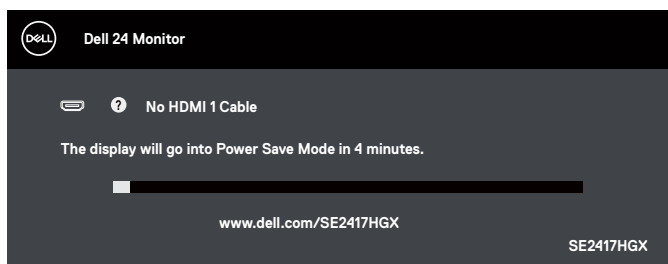 DELL Dell 24 Monitor
? No HDMI 1 Cable
The display will go into Power Save Mode in 4 minutes.
www.dell.com/SE2417HGX
SE2417HGX